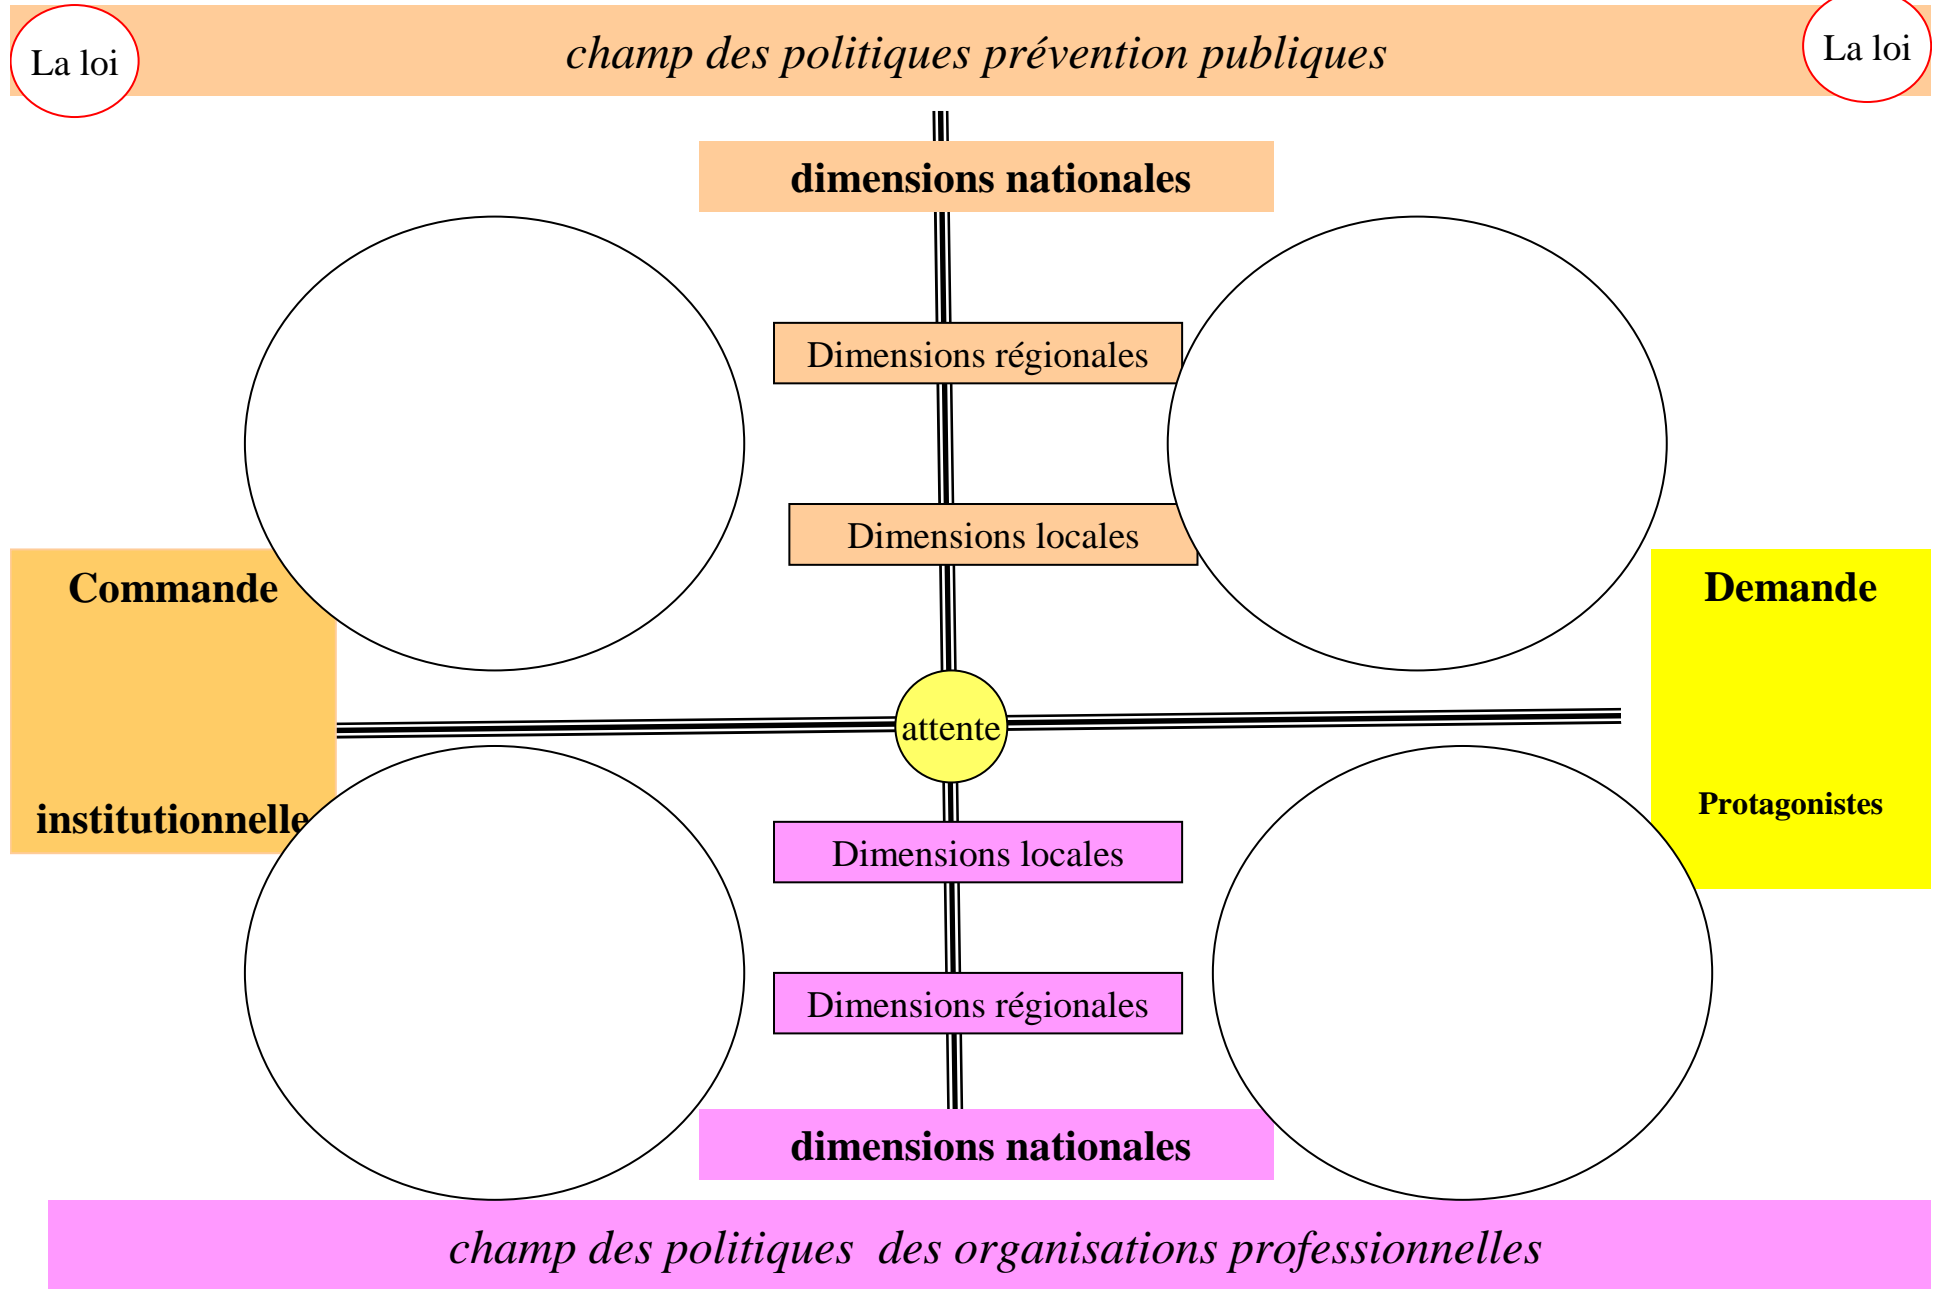 La loi
champ des politiques prévention publiques
La loi
dimensions nationales
Dimensions régionales
Dimensions locales
Commande
institutionnelle
Demande
Protagonistes
attente
Dimensions locales
Dimensions régionales
dimensions nationales
champ des politiques des organisations professionnelles